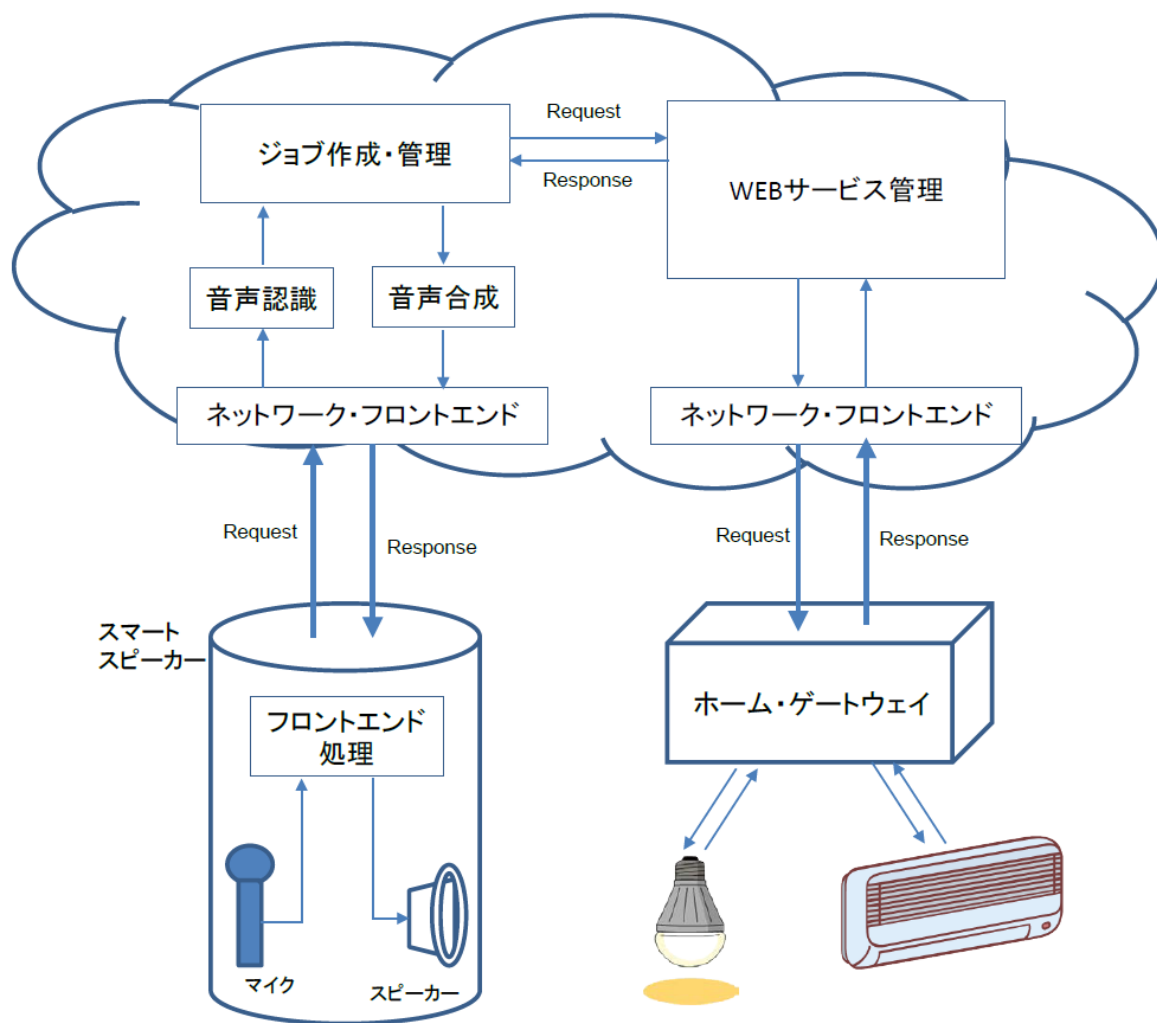 Request
ジョブ作成・管理
Response
WEBサービス管理
音声認識
音声合成
ネットワーク・フロントエンド
ネットワーク・フロントエンド
Request
Response
Request
Response
スマート
スピーカー
フロントエンド
処理
ホーム・ゲートウェイ
マイク
スピーカー